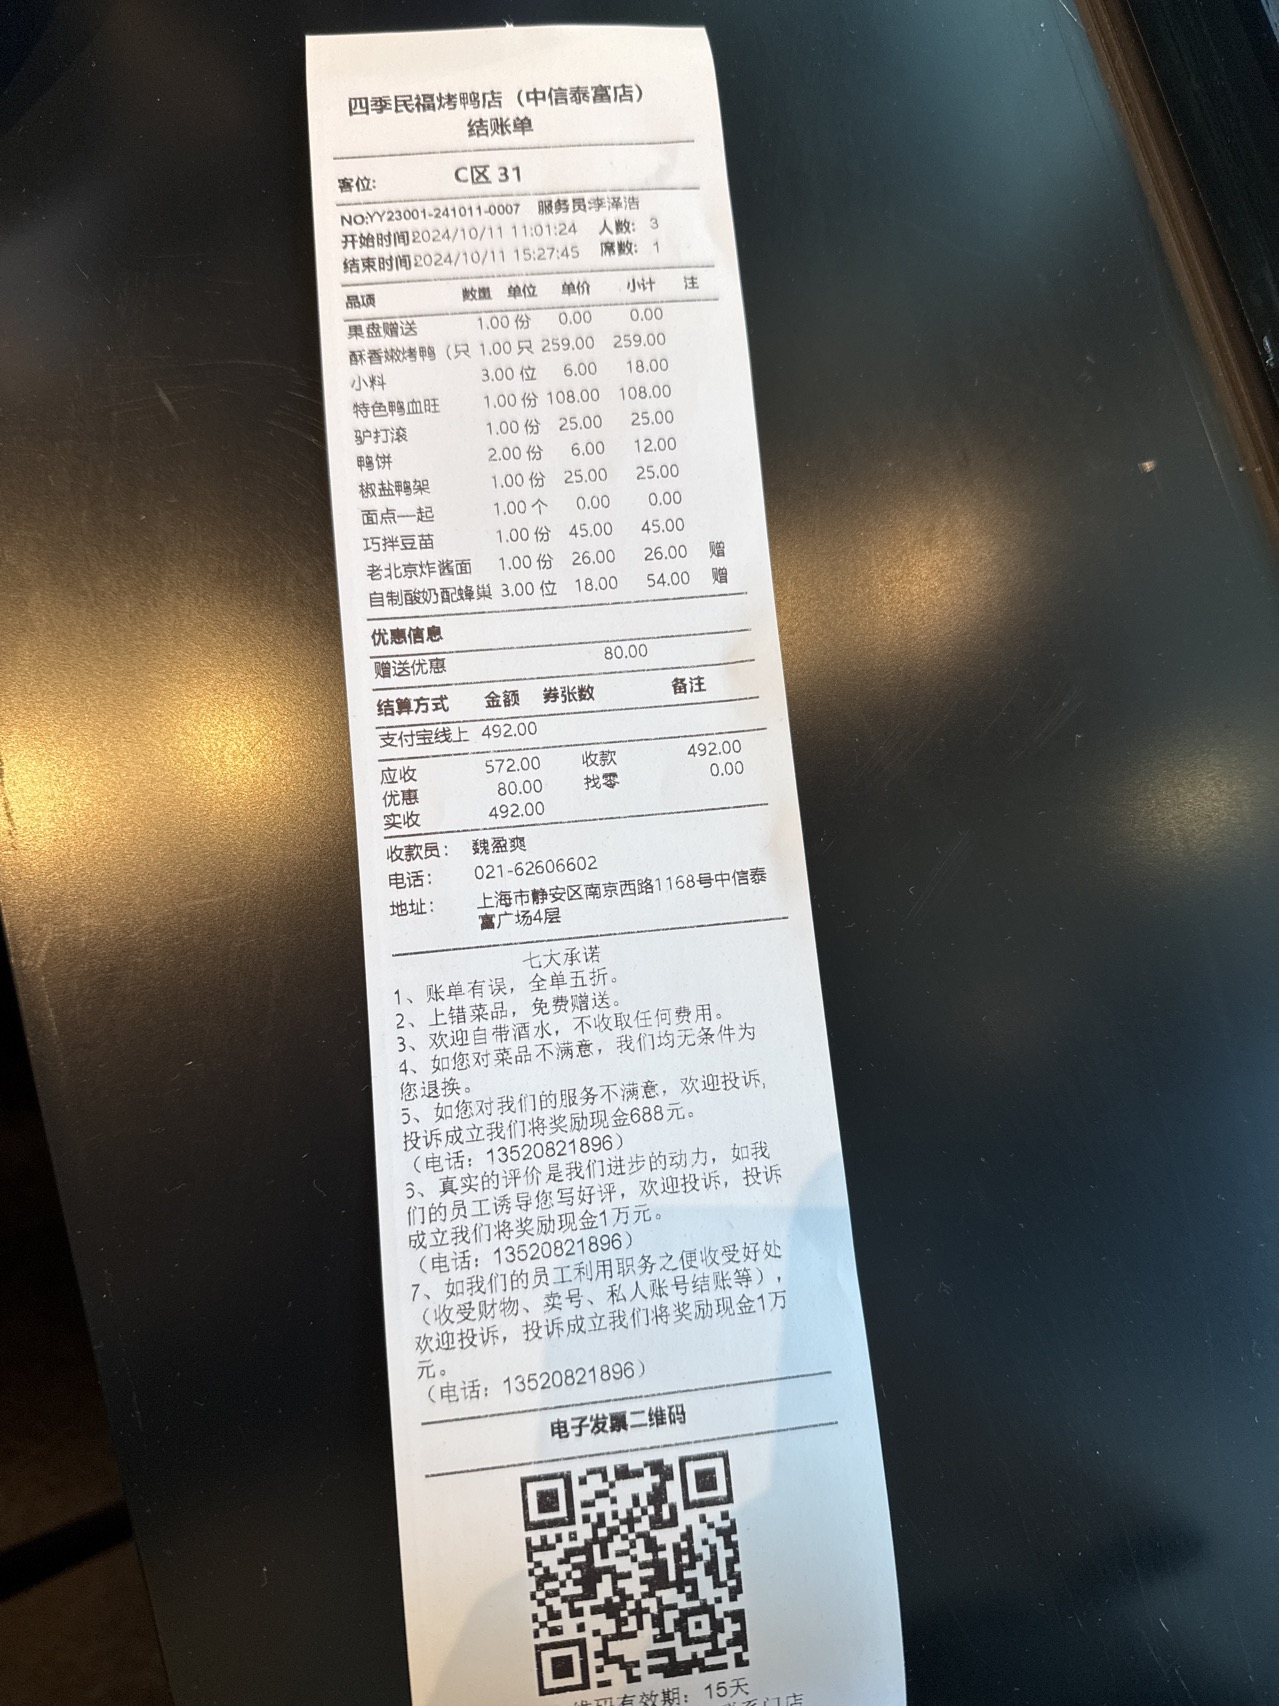 四季民福烤鸭店（中信泰富店）
结账单
客位: C区 31
NO:YY23001-241011-0007 服务员:李泽浩
开始时间2024/10/11 11:01:24 人数: 3
结束时间2024/10/11 15:27:45 席数: 1
品项 数量 单位 单价 小计 注
果盘赠送 1.00 份 0.00 0.00
酥香嫩烤鸭（只 1.00 只 259.00 259.00
小料 3.00 位 6.00 18.00
特色鸭血旺 1.00 份 108.00 108.00
驴打滚 1.00 份 25.00 25.00
鸭饼 2.00 份 6.00 12.00
椒盐鸭架 1.00 份 25.00 25.00
面点一起 1.00 个 0.00 0.00
巧拌豆苗 1.00 份 45.00 45.00
老北京炸酱面 1.00 份 26.00 26.00 赠
自制酸奶配蜂巢 3.00 位 18.00 54.00 赠
优惠信息
赠送优惠 80.00
结算方式 金额 券张数 备注
支付宝线上 492.00
应收 572.00 收款 492.00
优惠 80.00 找零 0.00
实收 492.00
收款员: 魏盈爽
电话: 021-62606602
地址: 上海市静安区南京西路1168号中信泰
富广场4层
七大承诺
1、账单有误，全单五折。
2、上错菜品，免费赠送。
3、欢迎自带酒水，不收取任何费用。
4、如您对菜品不满意，我们均无条件为
您退换。
5、如您对我们的服务不满意，欢迎投诉,
投诉成立我们将奖励现金688元。
（电话：13520821896）
6、真实的评价是我们进步的动力，如我
们的员工诱导您写好评，欢迎投诉，投诉
成立我们将奖励现金1万元。
（电话：13520821896）
7、如我们的员工利用职务之便收受好处
（收受财物、卖号、私人账号结账等），
欢迎投诉，投诉成立我们将奖励现金1万
元。
（电话：13520821896）
电子发票二维码
维码有效期：15天